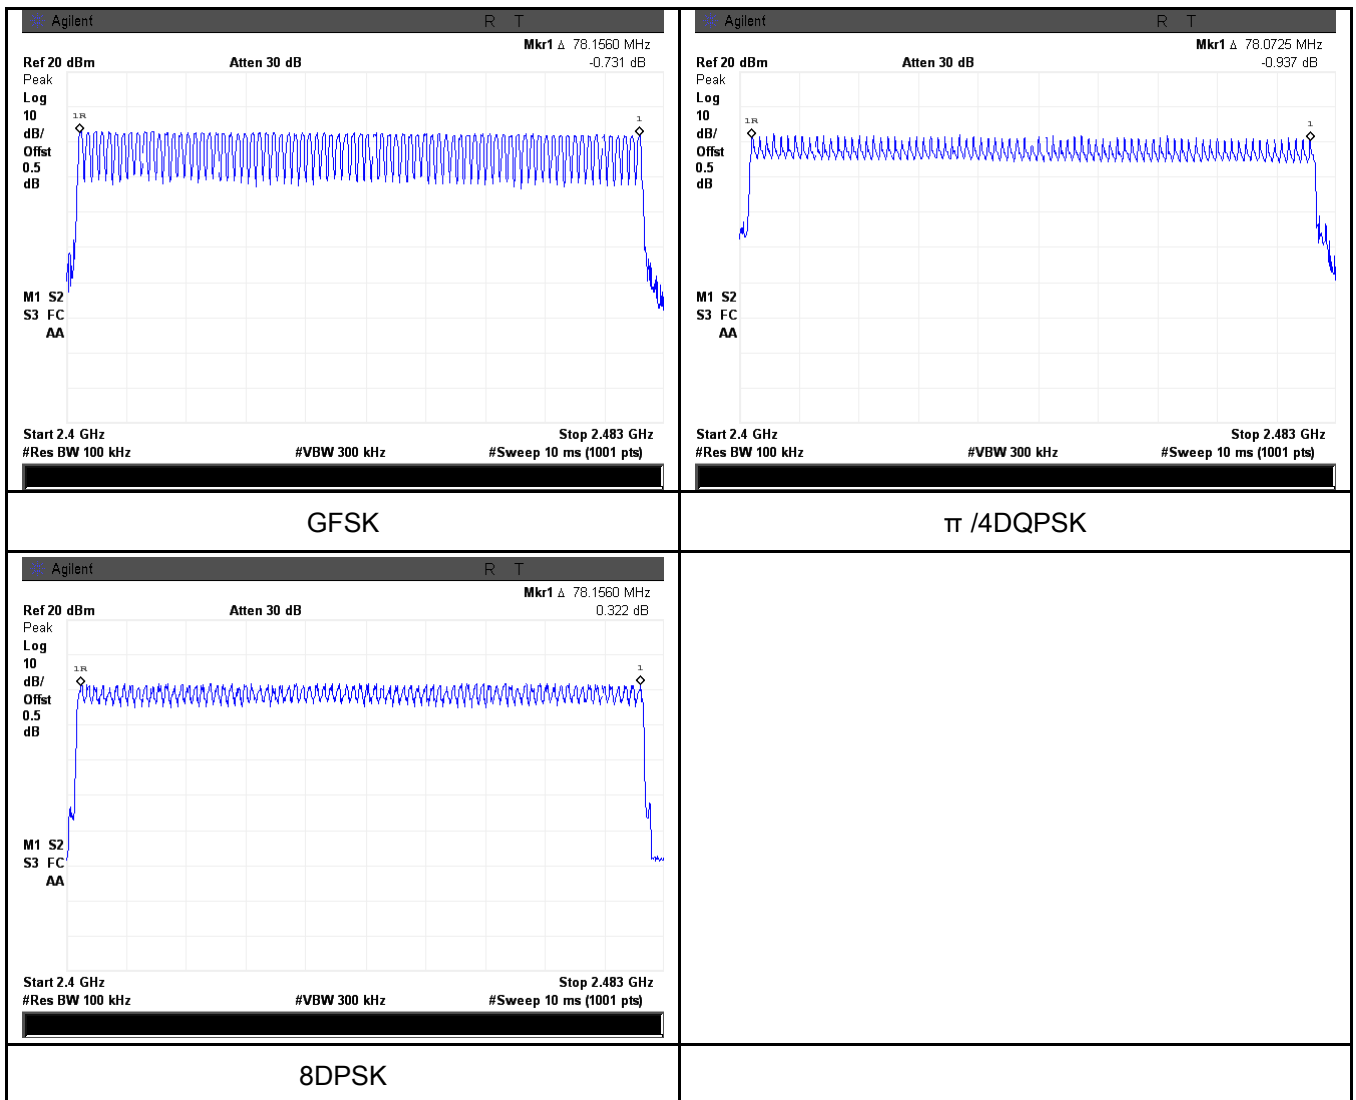 Agilent R T
Mkr1 Δ 78.1560 MHz
Ref 20 dBm Atten 30 dB -0.731 dB
Peak
Log
10
dB/
Offst
0.5
dB
1R
1
M1 S2
S3 FC
AA
Start 2.4 GHz Stop 2.483 GHz
#Res BW 100 kHz #VBW 300 kHz #Sweep 10 ms (1001 pts)
GFSK
Agilent R T
Mkr1 Δ 78.0725 MHz
Ref 20 dBm Atten 30 dB -0.937 dB
Peak
Log
10
dB/
Offst
0.5
dB
1R
1
M1 S2
S3 FC
AA
Start 2.4 GHz Stop 2.483 GHz
#Res BW 100 kHz #VBW 300 kHz #Sweep 10 ms (1001 pts)
π /4DQPSK
Agilent R T
Mkr1 Δ 78.1560 MHz
Ref 20 dBm Atten 30 dB 0.322 dB
Peak
Log
10
dB/
Offst
0.5
dB
1R
1
M1 S2
S3 FC
AA
Start 2.4 GHz Stop 2.483 GHz
#Res BW 100 kHz #VBW 300 kHz #Sweep 10 ms (1001 pts)
8DPSK